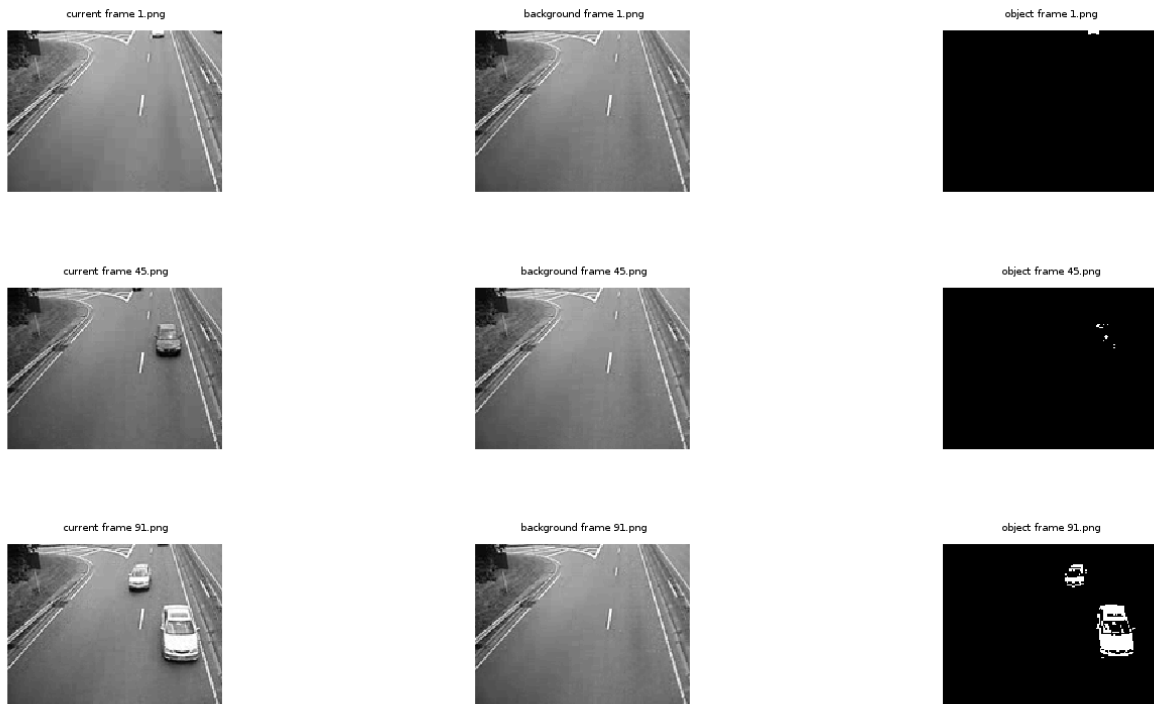 current frame 1.png
background frame 1.png
object frame 1.png
current frame 45.png
background frame 45.png
object frame 45.png
current frame 91.png
background frame 91.png
object frame 91.png